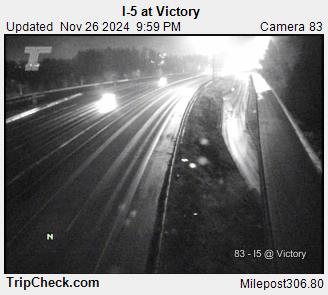 I-5 at Victory
Updated Nov 26 2024 9:59 PM Camera 83
T
N
83 - I5 @ Victory
TripCheck.com Milepost306.80